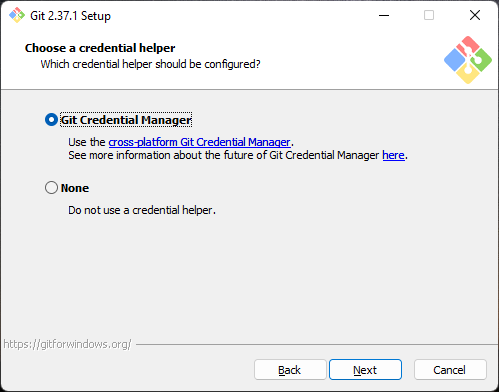 Git 2.37.1 Setup
Choose a credential helper
Which credential helper should be configured?
Git Credential Manager
Use the cross-platform Git Credential Manager.
See more information about the future of Git Credential Manager here.
None
Do not use a credential helper.
https://gitforwindows.org/
Back Next Cancel